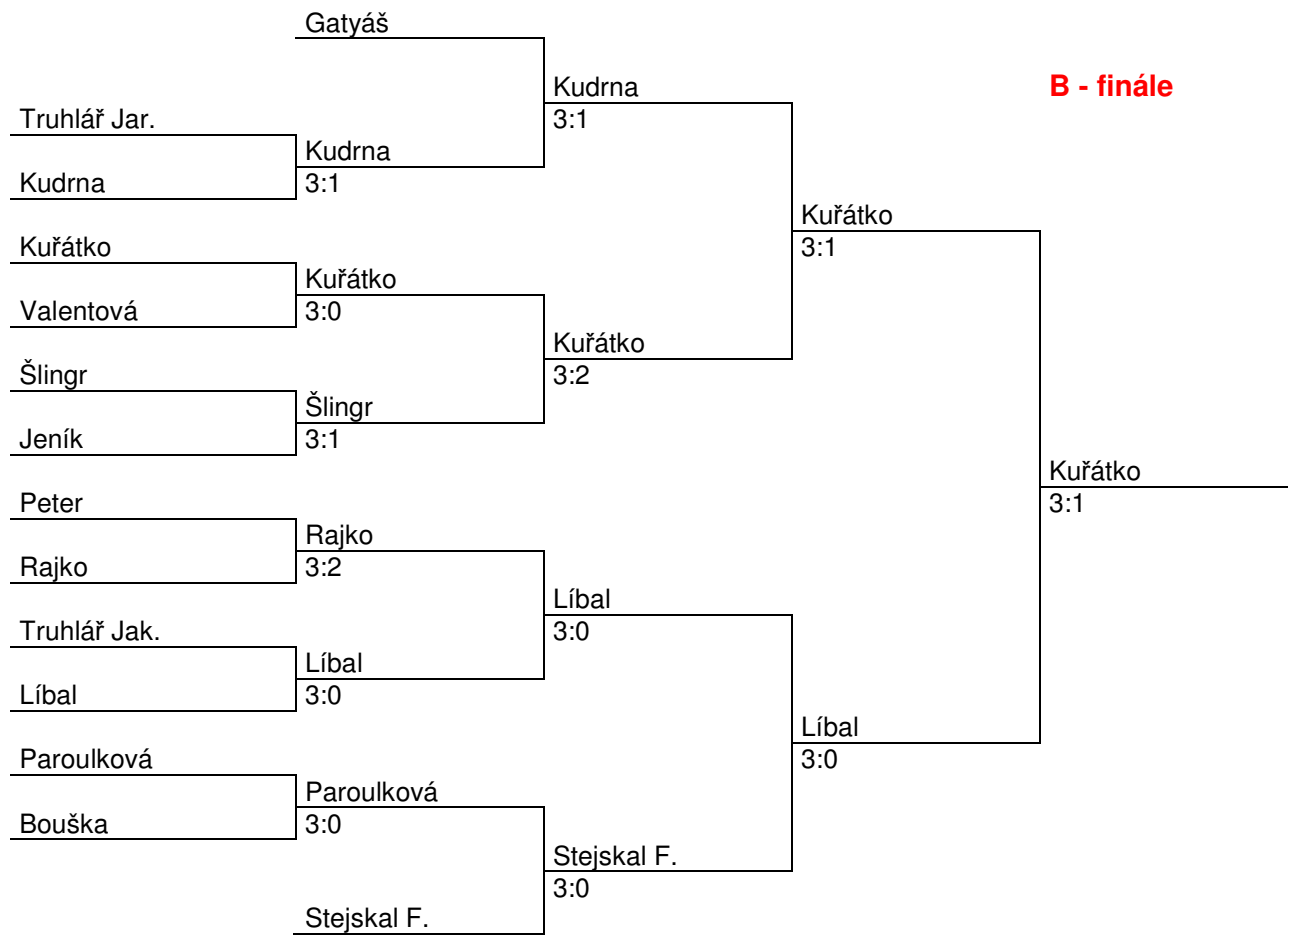 Gatyáš
Kudrna
B - finále
Truhlář Jar.
3:1
Kudrna
Kudrna
3:1
Kuřátko
Kuřátko
3:1
Kuřátko
Valentová
3:0
Kuřátko
Šlingr
3:2
Šlingr
Jeník
3:1
Kuřátko
Peter
3:1
Rajko
Rajko
3:2
Líbal
Truhlář Jak.
3:0
Líbal
Líbal
3:0
Líbal
Paroulková
3:0
Paroulková
Bouška
3:0
Stejskal F.
3:0
Stejskal F.